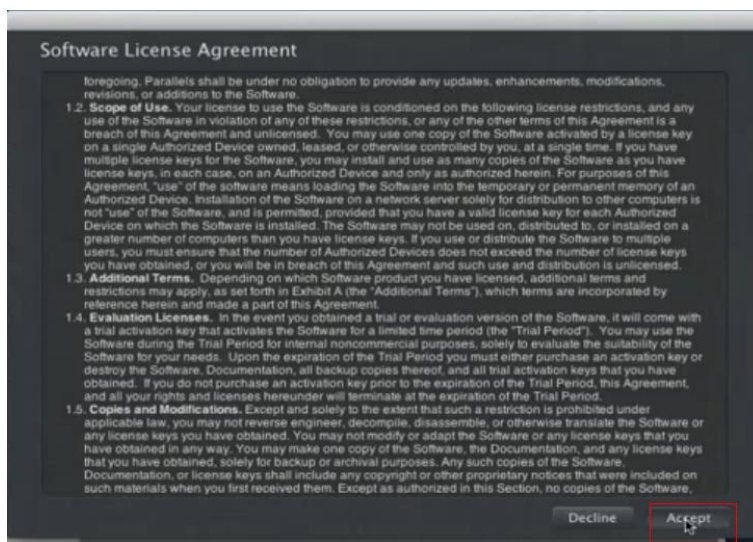 Software License Agreement
foregoing, Parallels shall be under no obligation to provide any updates, enhancements, modifications,
revisions, or additions to the Software.
1.2. Scope of Use. Your license to use the Software is conditioned on the following license restrictions, and any
use of the Software in violation of any of these restrictions, or any of the other terms of this Agreement is a
breach of this Agreement and unlicensed. You may use one copy of the Software activated by a license key
on a single Authorized Device owned, leased, or otherwise controlled by you, at a single time. If you have
multiple license keys for the Software, you may install and use as many copies of the Software as you have
license keys, in each case, on an Authorized Device and only as authorized herein. For purposes of this
Agreement, "use" of the software means loading the Software into the temporary or permanent memory of an
Authorized Device. Installation of the Software on a network server solely for distribution to other computers is
not "use" of the Software, and is permitted, provided that you have a valid license key for each Authorized
Device on which the Software is installed. The Software may not be used on, distributed to, or installed on a
greater number of computers than you have license keys. If you use or distribute the Software to multiple
users, you must ensure that the number of Authorized Devices does not exceed the number of license keys
you have obtained, or you will be in breach of this Agreement and such use and distribution is unlicensed.
1.3. Additional Terms. Depending on which Software product you have licensed, additional terms and
restrictions may apply, as set forth in Exhibit A (the "Additional Terms"), which terms are incorporated by
reference herein and made a part of this Agreement.
1.4. Evaluation Licenses. In the event you obtained a trial or evaluation version of the Software, it will come with
a trial activation key that activates the Software for a limited time period (the "Trial Period"). You may use the
Software during the Trial Period for internal noncommercial purposes, solely to evaluate the suitability of the
Software for your needs. Upon the expiration of the Trial Period you must either purchase an activation key or
destroy the Software, Documentation, all backup copies thereof, and all trial activation keys that you have
obtained. If you do not purchase an activation key prior to the expiration of the Trial Period, this Agreement,
and all your rights and licenses hereunder will terminate at the expiration of the Trial Period.
1.5. Copies and Modifications. Except and solely to the extent that such a restriction is prohibited under
applicable law, you may not reverse engineer, decompile, disassemble, or otherwise translate the Software or
any license keys you have obtained. You may not modify or adapt the Software or any license keys that you
have obtained in any way. You may make one copy of the Software, the Documentation, and any license keys
that you have obtained, solely for backup or archival purposes. Any such copies of the Software,
Documentation, or license keys shall include any copyright or other proprietary notices that were included on
such materials when you first received them. Except as authorized in this Section, no copies of the Software,
Decline
Accept